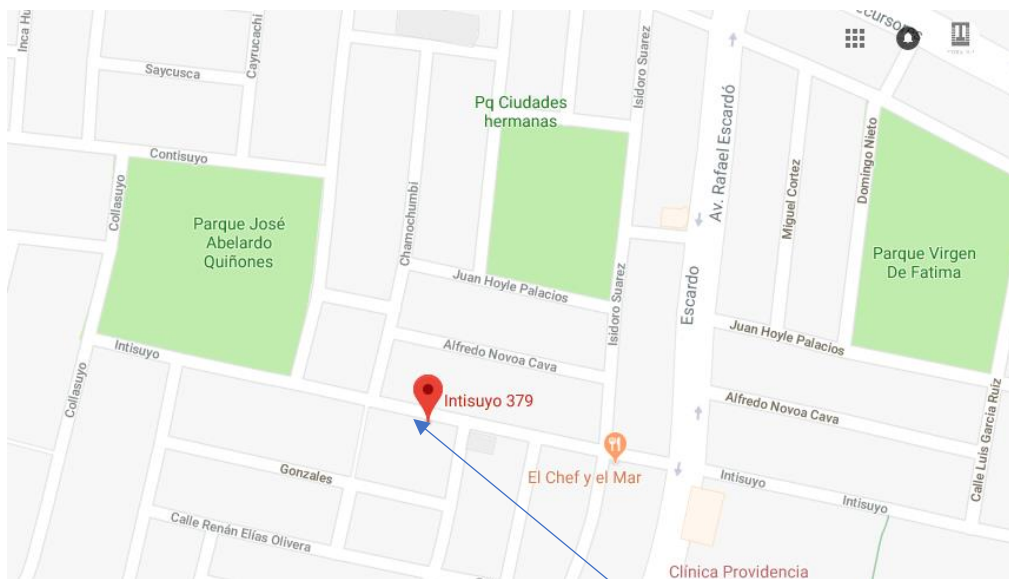 Inca Hu
Saycusca
Cayrucachi
Contisuyo
Collasuyo
Parque José
Abelardo
Quiñones
Intisuyo
Collasuyo
Chamochumbi
Pq Ciudades
hermanas
Isidoro Suarez
Juan Hoyle Palacios
Isidoro Suarez
Alfredo Novoa Cava
Intisuyo 379
El Chef y el Mar
Gonzales
Calle Renán Elías Olivera
Av. Rafael Escardó
Escardo
Miguel Cortez
Domingo Nieto
Parque Virgen
De Fatima
Juan Hoyle Palacios
Alfredo Novoa Cava
Calle Luis Garcia Ruiz
Intisuyo
Intisuyo
Clínica Providencia